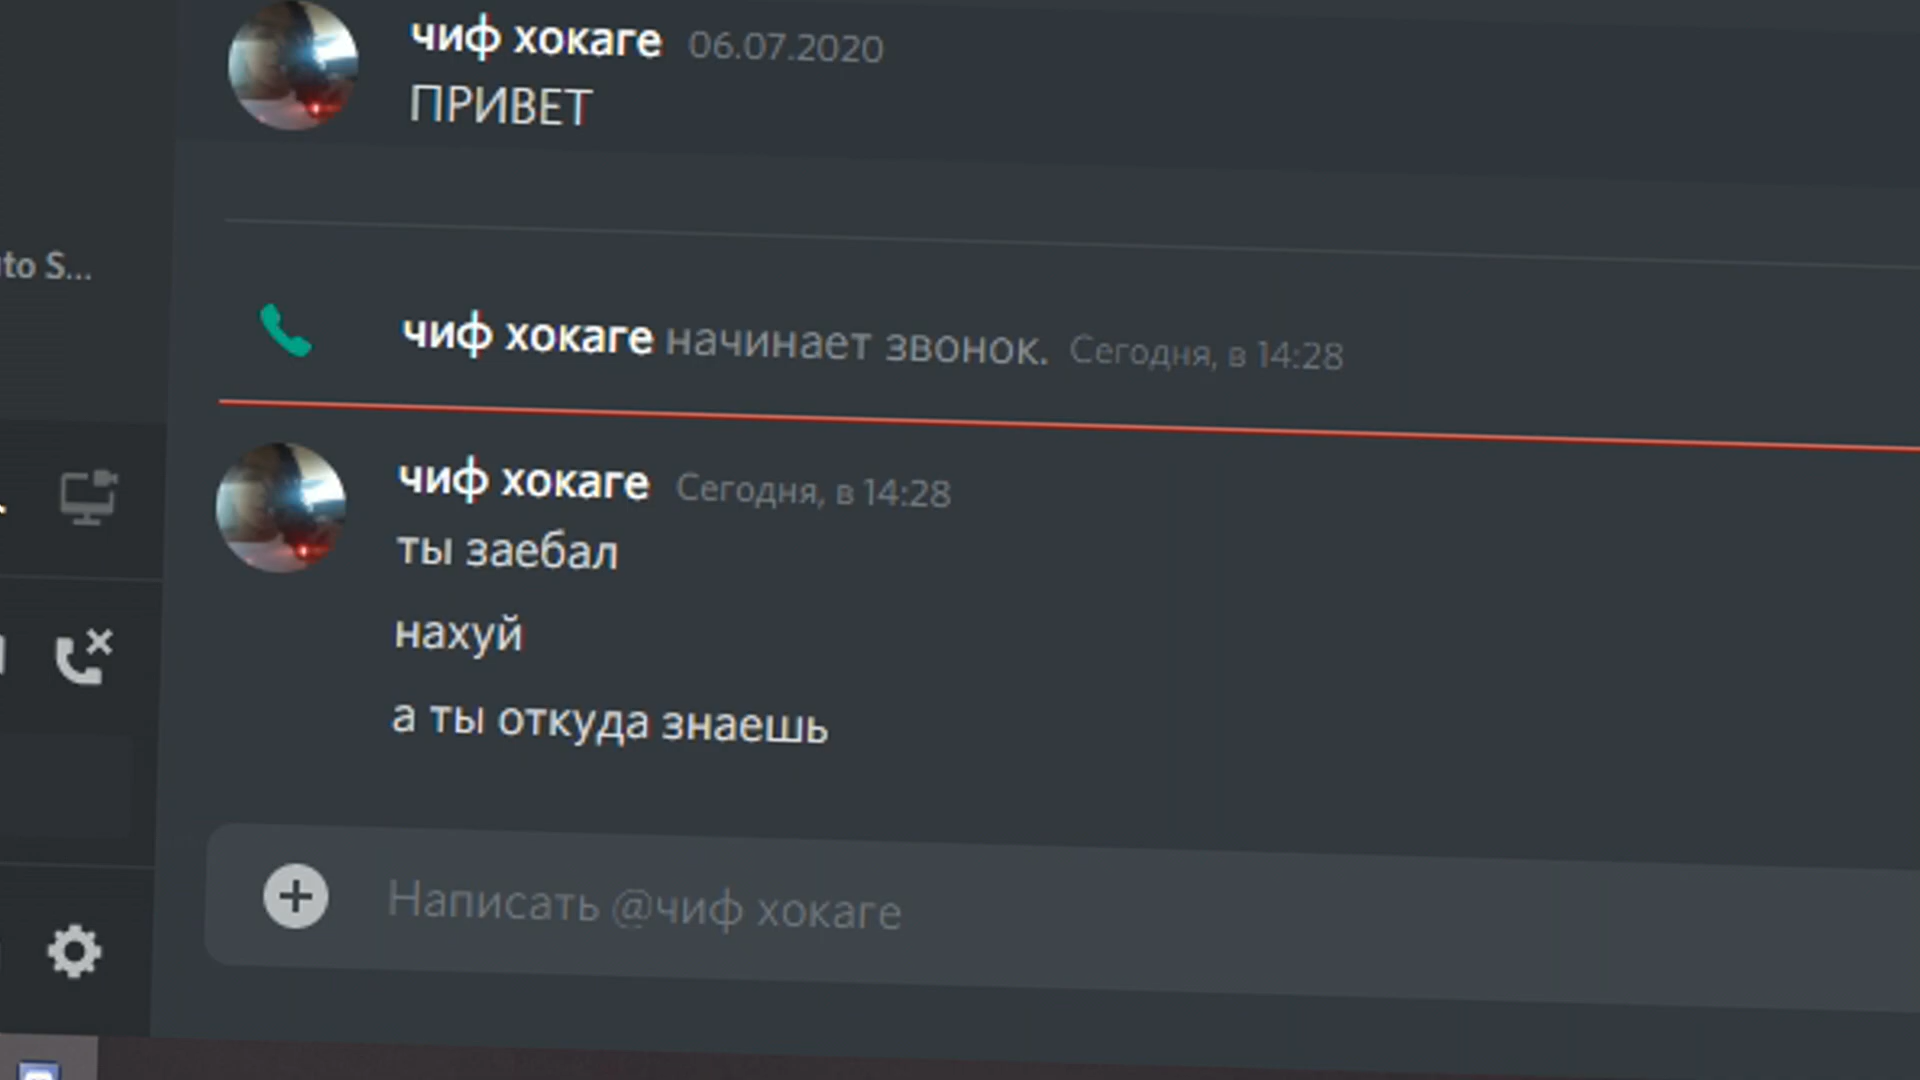 чиф хокаге 06.07.2020
ПРИВЕТ
to S...
чиф хокаге начинает звонок. Сегодня, в 14:28
чиф хокаге Сегодня, в 14:28
ты заебал
нахуй
а ты откуда знаешь
Написать @чиф хокаге